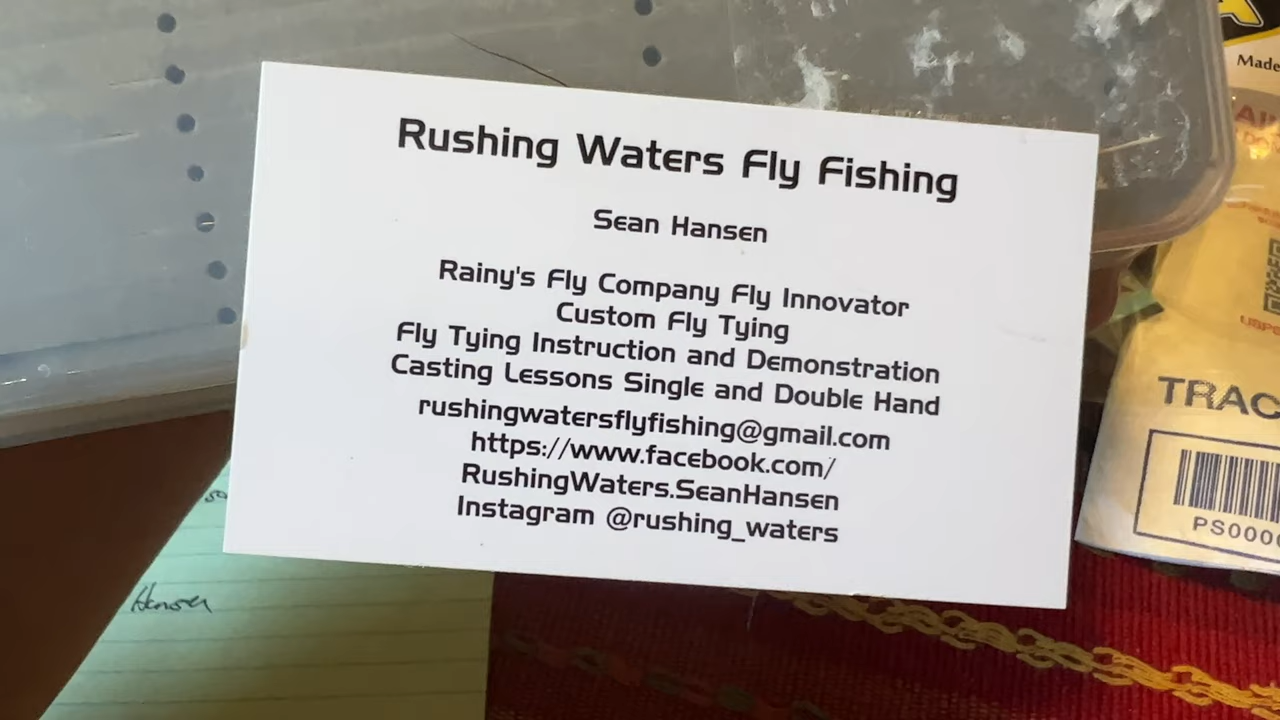 Rushing Waters Fly Fishing
Sean Hansen
Rainy's Fly Company Fly Innovator
Custom Fly Tying
Fly Tying Instruction and Demonstration
Casting Lessons Single and Double Hand
rushingwatersflyfishing@gmail.com
https://www.facebook.com/
RushingWaters.SeanHansen
Instagram @rushing_waters
Hansen
Made
TRAC
PS000